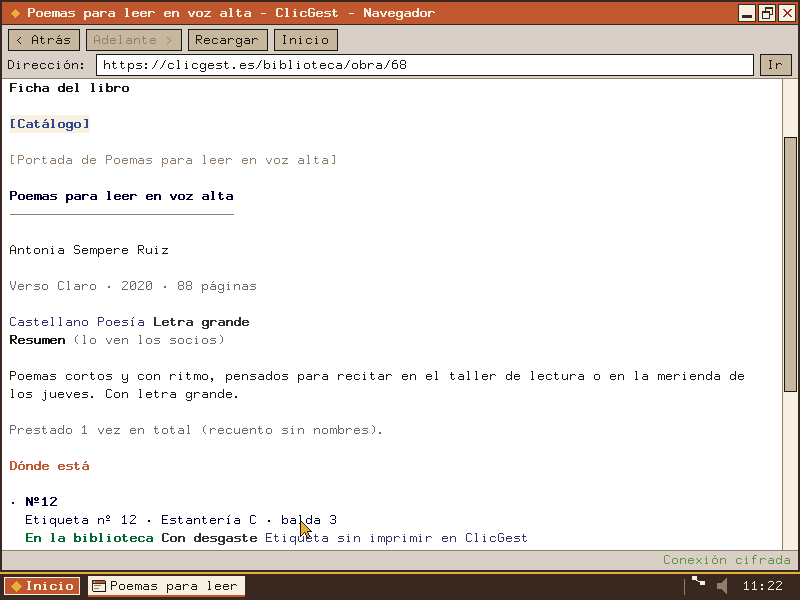 Poemas para leer en voz alta - ClicGest - Navegador
< Atrás Adelante > Recargar Inicio
Dirección: https://clicgest.es/biblioteca/obra/68 Ir
Ficha del libro
[Catálogo]
[Portada de Poemas para leer en voz alta]
Poemas para leer en voz alta
Antonia Sempere Ruiz
Verso Claro · 2020 · 88 páginas
Castellano Poesía Letra grande
Resumen (lo ven los socios)
Poemas cortos y con ritmo, pensados para recitar en el taller de lectura o en la merienda de
los jueves. Con letra grande.
Prestado 1 vez en total (recuento sin nombres).
Dónde está
· Nº12
Etiqueta nº 12 · Estantería C · balda 3
En la biblioteca Con desgaste Etiqueta sin imprimir en ClicGest
Conexión cifrada
Inicio Poemas para leer 11:22